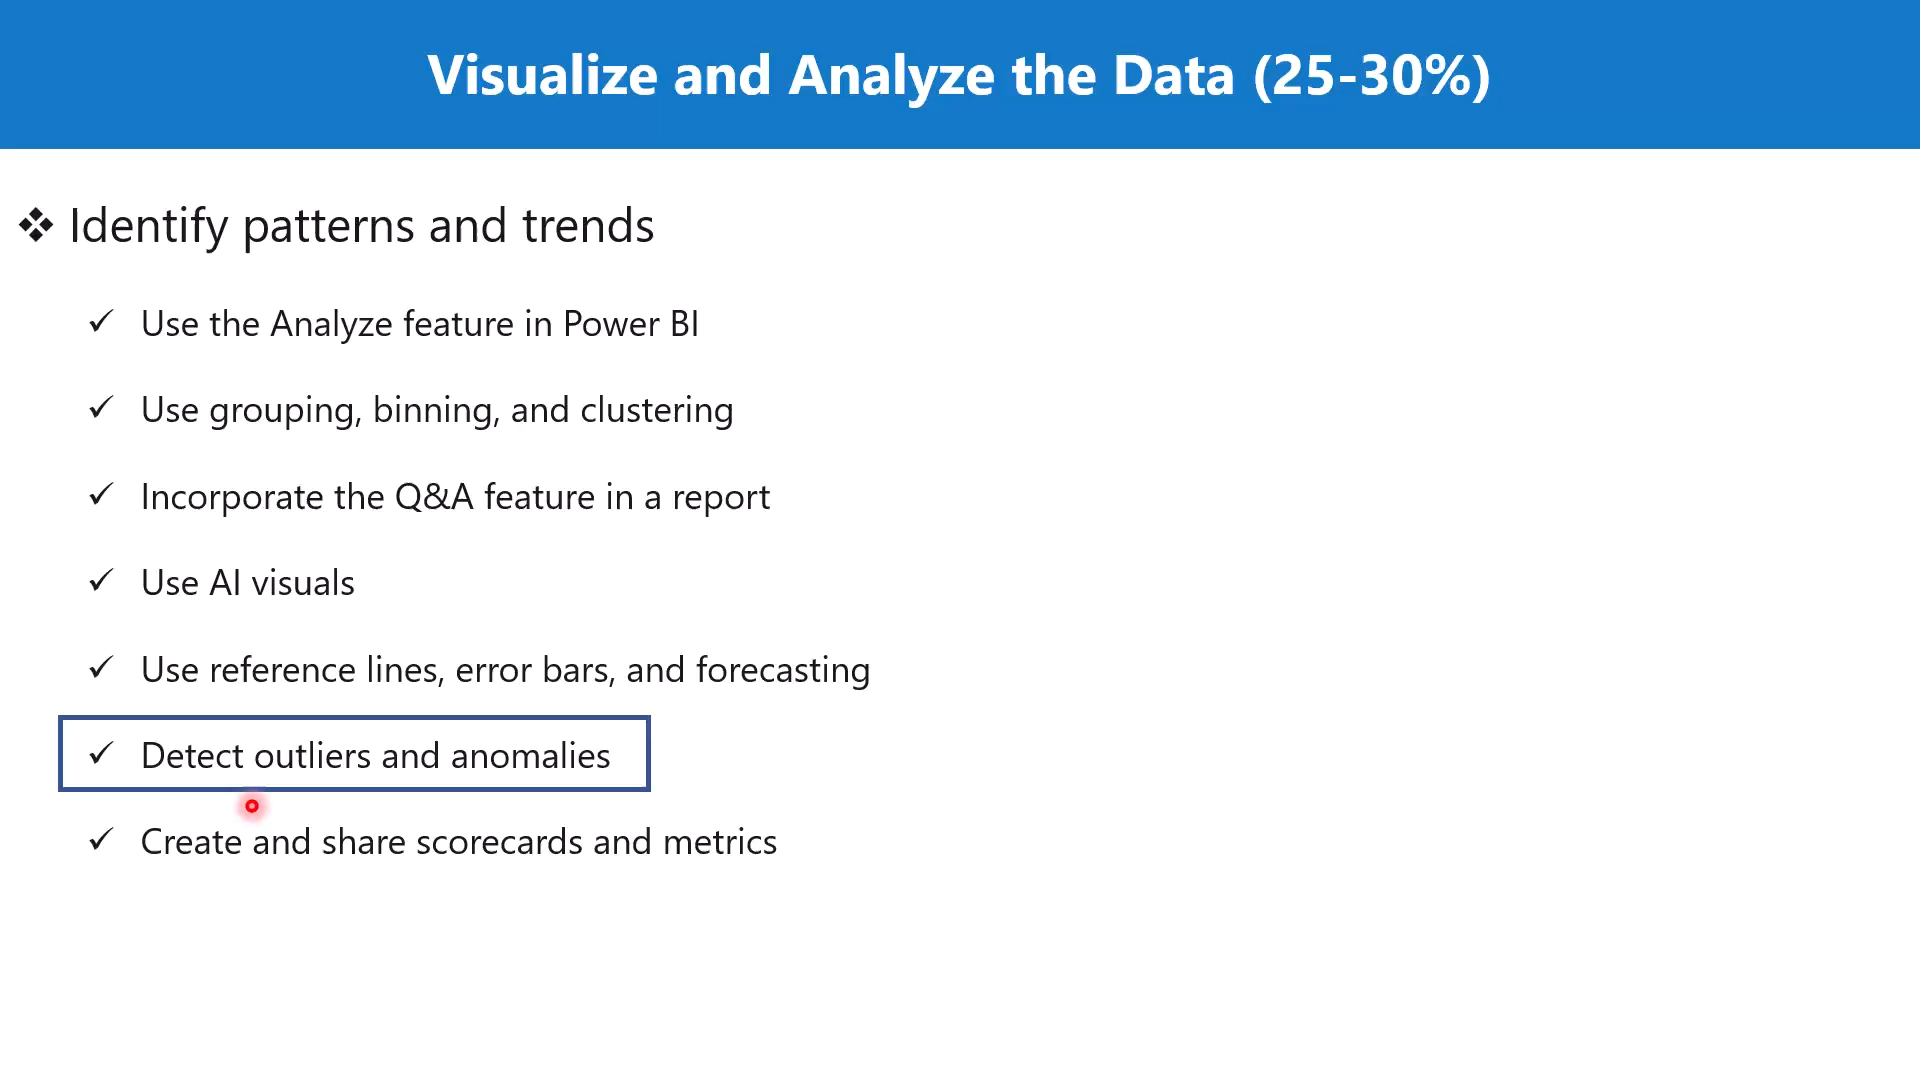 Visualize and Analyze the Data (25-30%)
❖ Identify patterns and trends
✓ Use the Analyze feature in Power BI
✓ Use grouping, binning, and clustering
✓ Incorporate the Q&A feature in a report
✓ Use AI visuals
✓ Use reference lines, error bars, and forecasting
✓ Detect outliers and anomalies
✓ Create and share scorecards and metrics